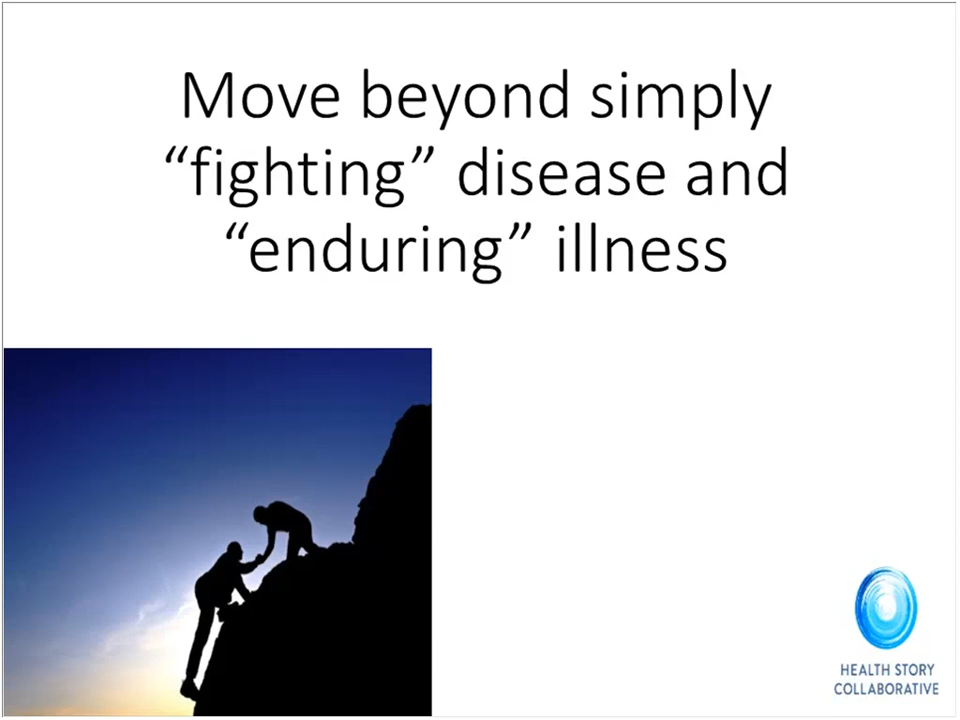 Move beyond simply
“fighting” disease and
“enduring” illness
HEALTH STORY
COLLABORATIVE